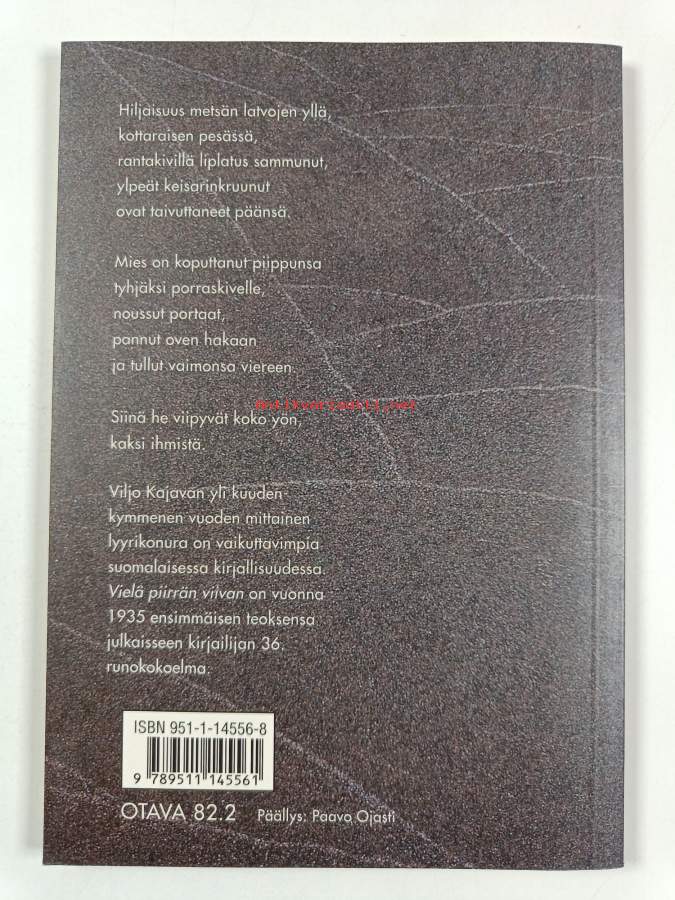 Hiljaisuus metsän latvojen yllä,
kottaraisen pesässä,
rantakivillä liplatus sammunut,
ylpeät keisarinkruunut
ovat taivuttaneet päänsä.
Mies on koputtanut piippunsa
tyhjäksi porraskivelle,
noussut portaat,
pannut oven hakaan
ja tullut vaimonsa viereen.
antikvariaatti.net
Siinä he viipyvät koko yön,
kaksi ihmistä.
Viljo Kajavan yli kuuden-
kymmenen vuoden mittainen
lyyrikonura on vaikuttavimpia
suomalaisessa kirjallisuudessa.
Vielä piirrän viivan on vuonna
1935 ensimmäisen teoksensa
julkaisseen kirjailijan 36.
runokokoelma.
ISBN 951-1-14556-8
9 789511 145561
OTAVA 82.2 Päällys: Paavo Ojasti